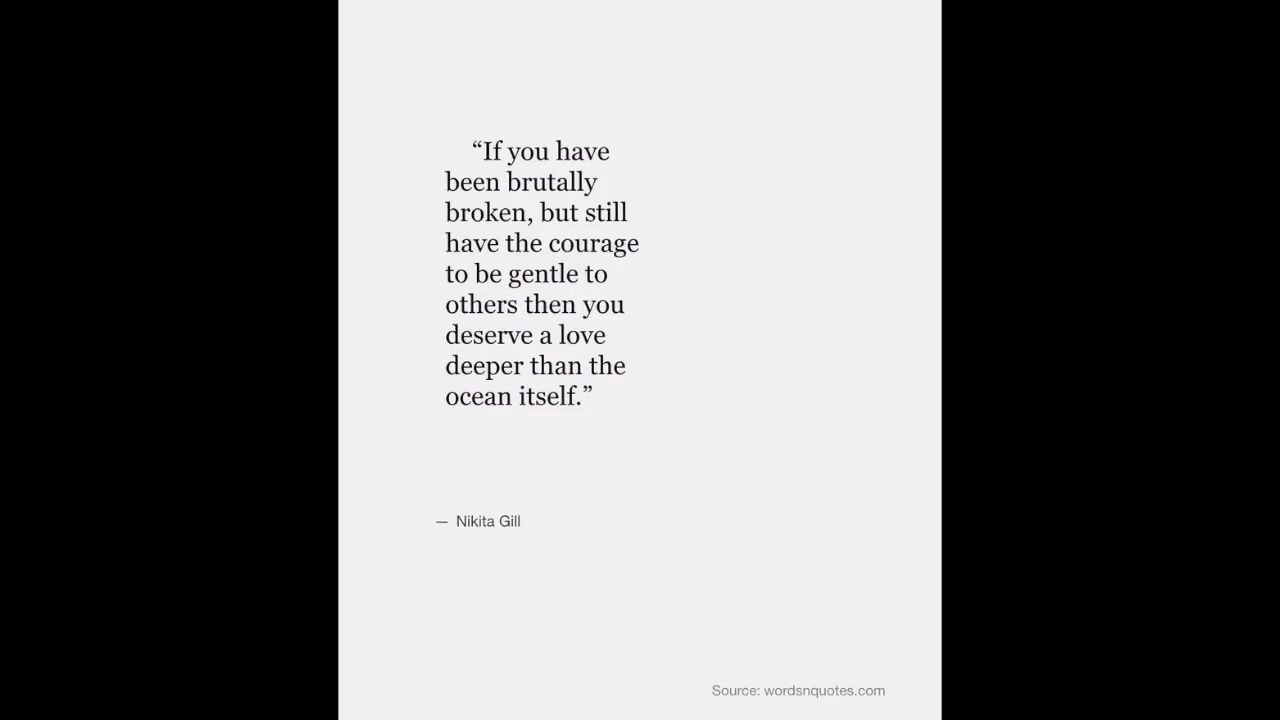 “If you have
been brutally
broken, but still
have the courage
to be gentle to
others then you
deserve a love
deeper than the
ocean itself.”
— Nikita Gill
Source: wordsnquotes.com